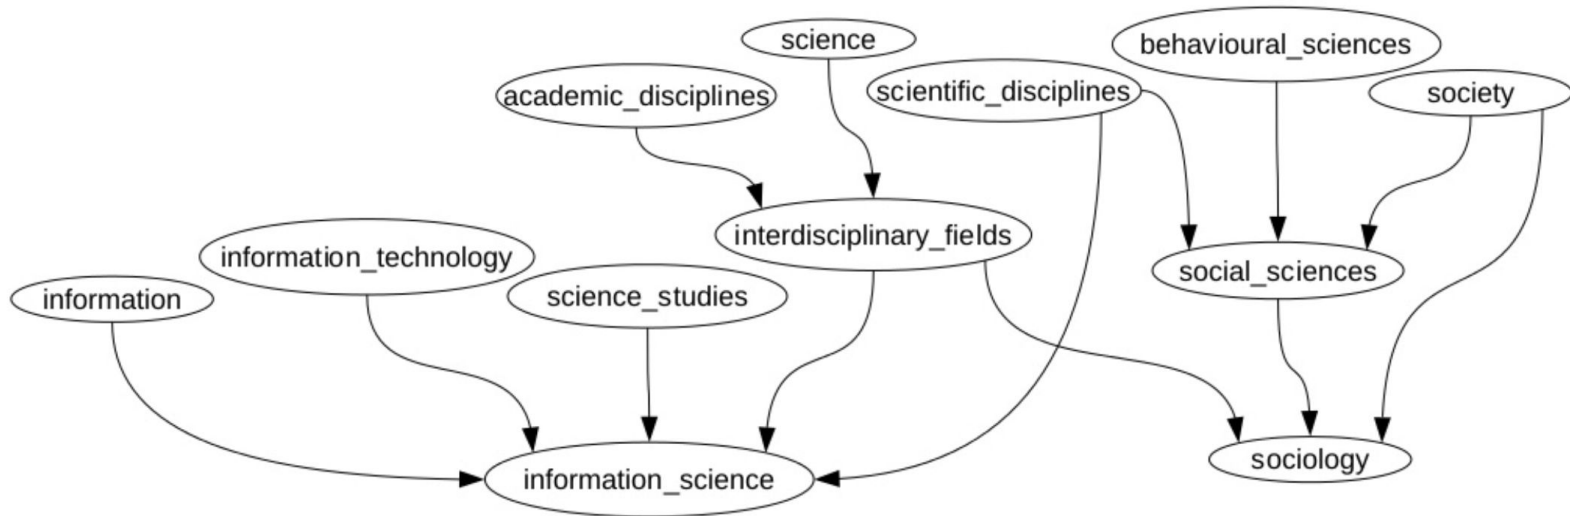 science
behavioural_sciences
academic_disciplines
scientific_disciplines
society
interdisciplinary_fields
information_technology
social_sciences
information
science_studies
sociology
information_science